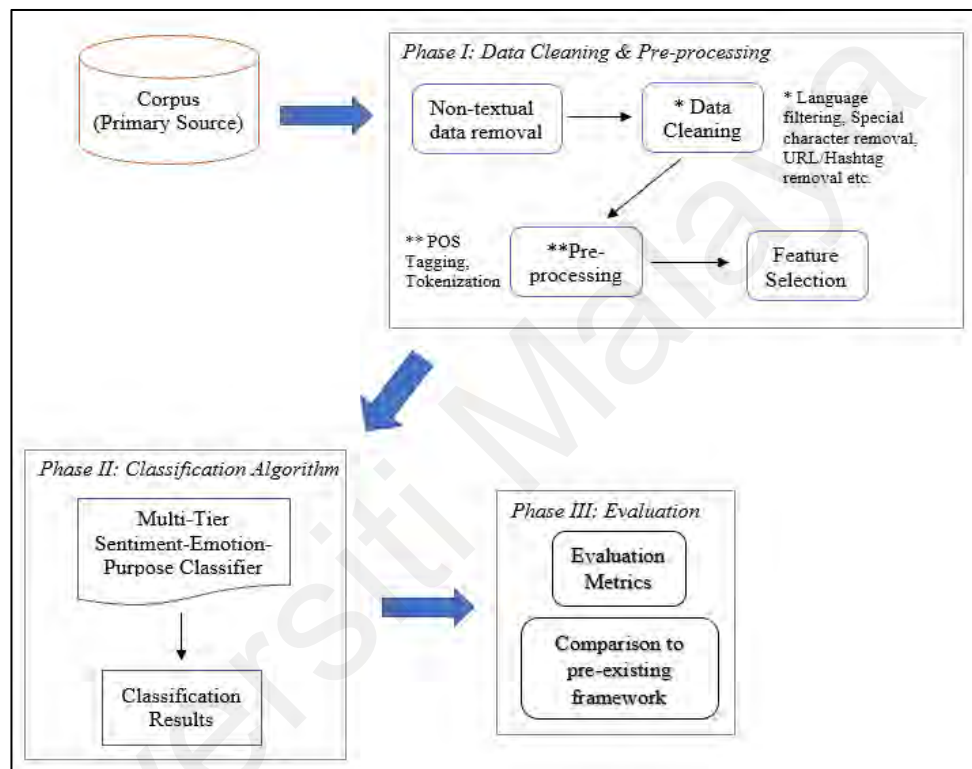 Corpus
(Primary Source)
Phase I: Data Cleaning & Pre-processing
Non-textual
data removal
* Data
Cleaning
* Language
filtering, Special
character removal,
URL/Hashtag
removal etc.
** POS
Tagging,
Tokenization
**Pre-
processing
Feature
Selection
Phase II: Classification Algorithm
Multi-Tier
Sentiment-Emotion-
Purpose Classifier
Classification
Results
Phase III: Evaluation
Evaluation
Metrics
Comparison to
pre-existing
framework
versiti Malaya